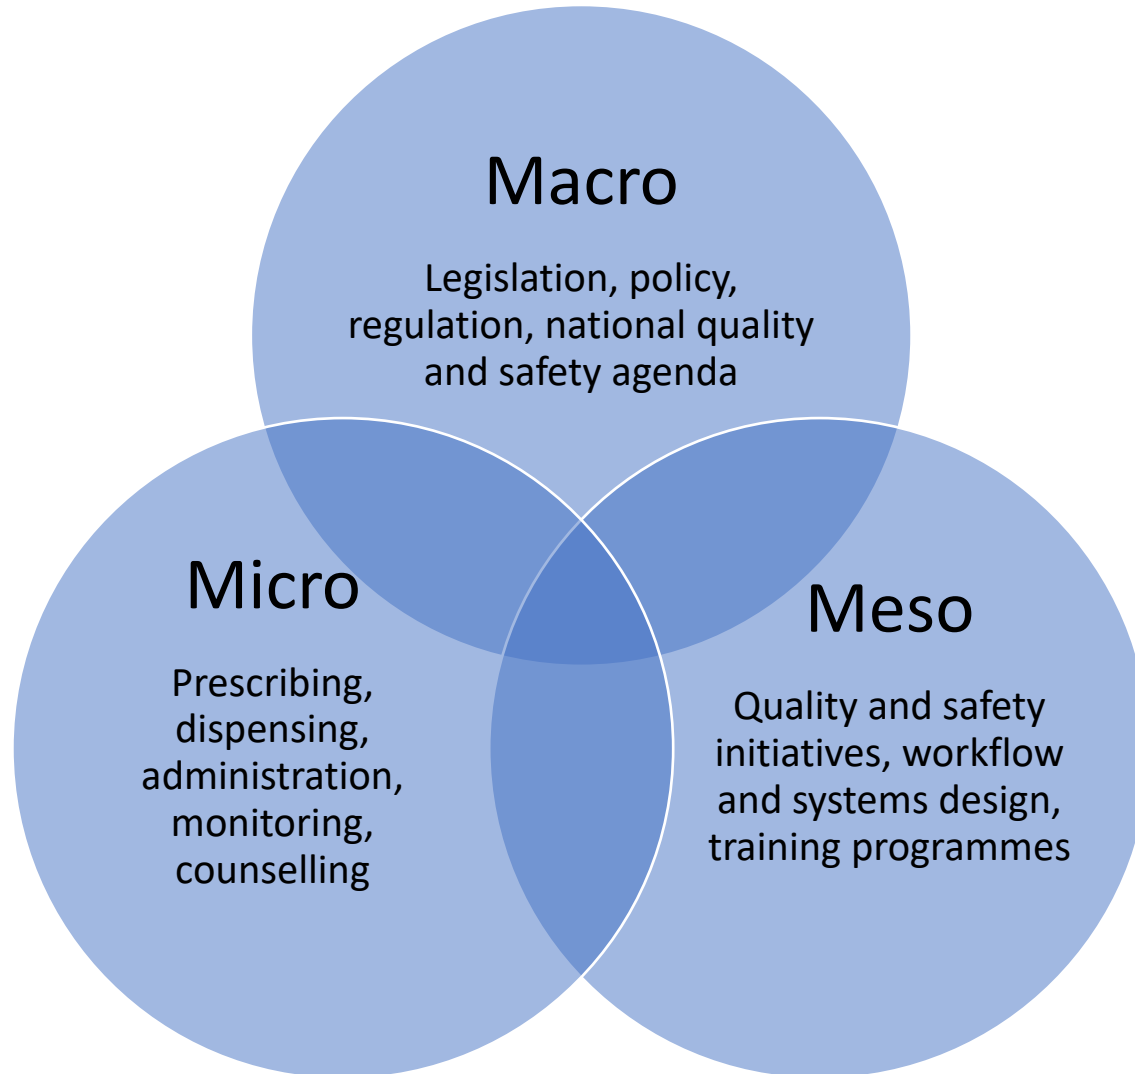 Macro
Legislation, policy,
regulation, national quality
and safety agenda
Micro
Prescribing,
dispensing,
administration,
monitoring,
counselling
Meso
Quality and safety
initiatives, workflow
and systems design,
training programmes